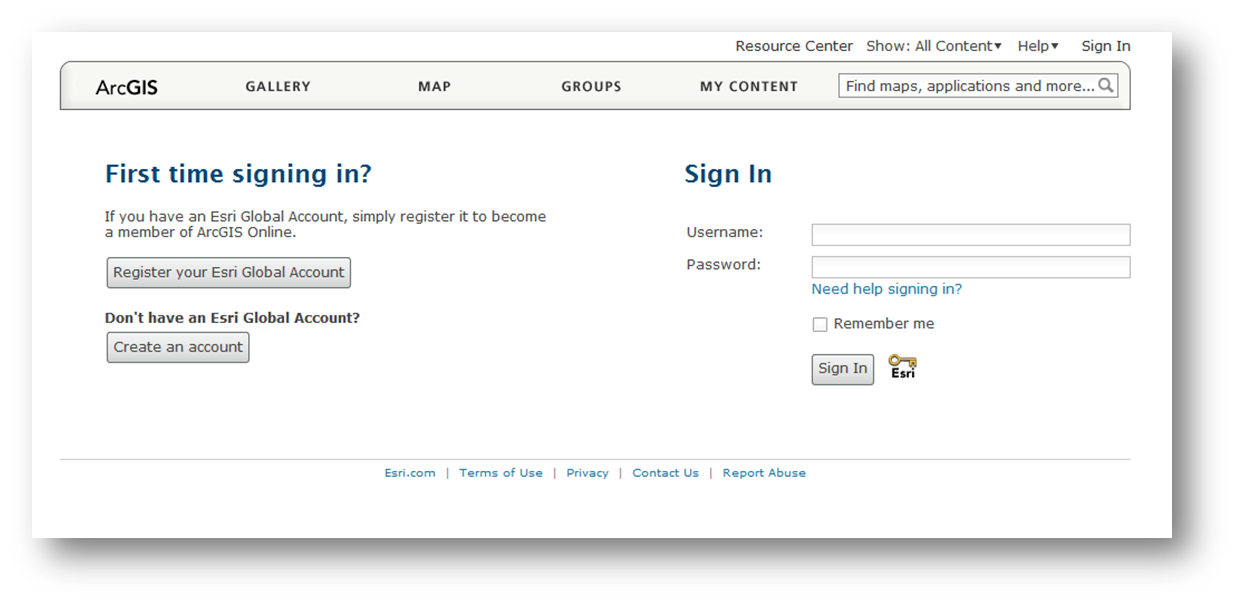 Resource Center Show: All Content▾ Help▾ Sign In
ArcGIS GALLERY MAP GROUPS MY CONTENT Find maps, applications and more...
First time signing in?
If you have an Esri Global Account, simply register it to become
a member of ArcGIS Online.
Register your Esri Global Account
Don't have an Esri Global Account?
Create an account
Sign In
Username:
Password:
Need help signing in?
Remember me
Sign In Esri
Esri.com | Terms of Use | Privacy | Contact Us | Report Abuse